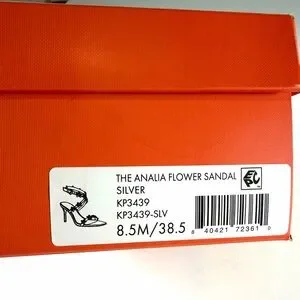 THE ANALIA FLOWER SANDAL
SILVER
KP3439
KP3439-SLV
8.5M/38.5
8 40421 72361 0